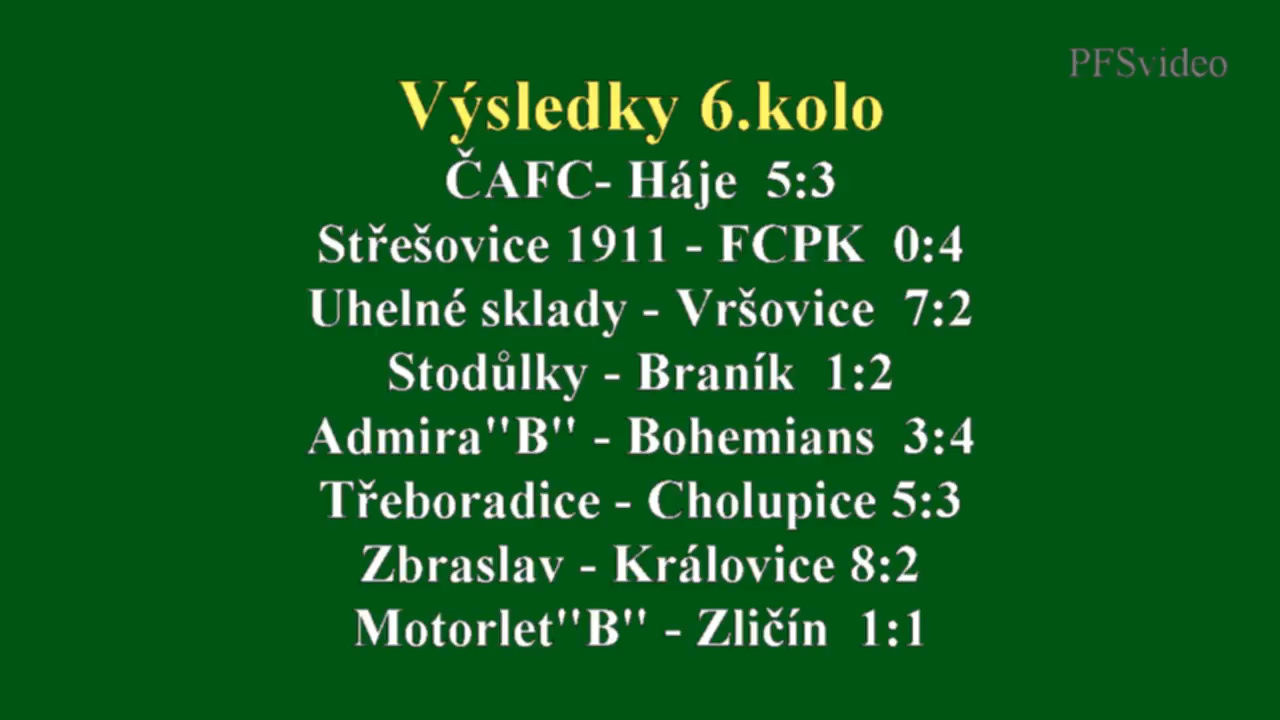 PFSvideo
Výsledky 6.kolo
ČAFC- Háje 5:3
Střešovice 1911 - FCPK 0:4
Uhelné sklady - Vršovice 7:2
Stodůlky - Braník 1:2
Admira"B" - Bohemians 3:4
Třeboradice - Cholupice 5:3
Zbraslav - Královice 8:2
Motorlet"B" - Zličín 1:1